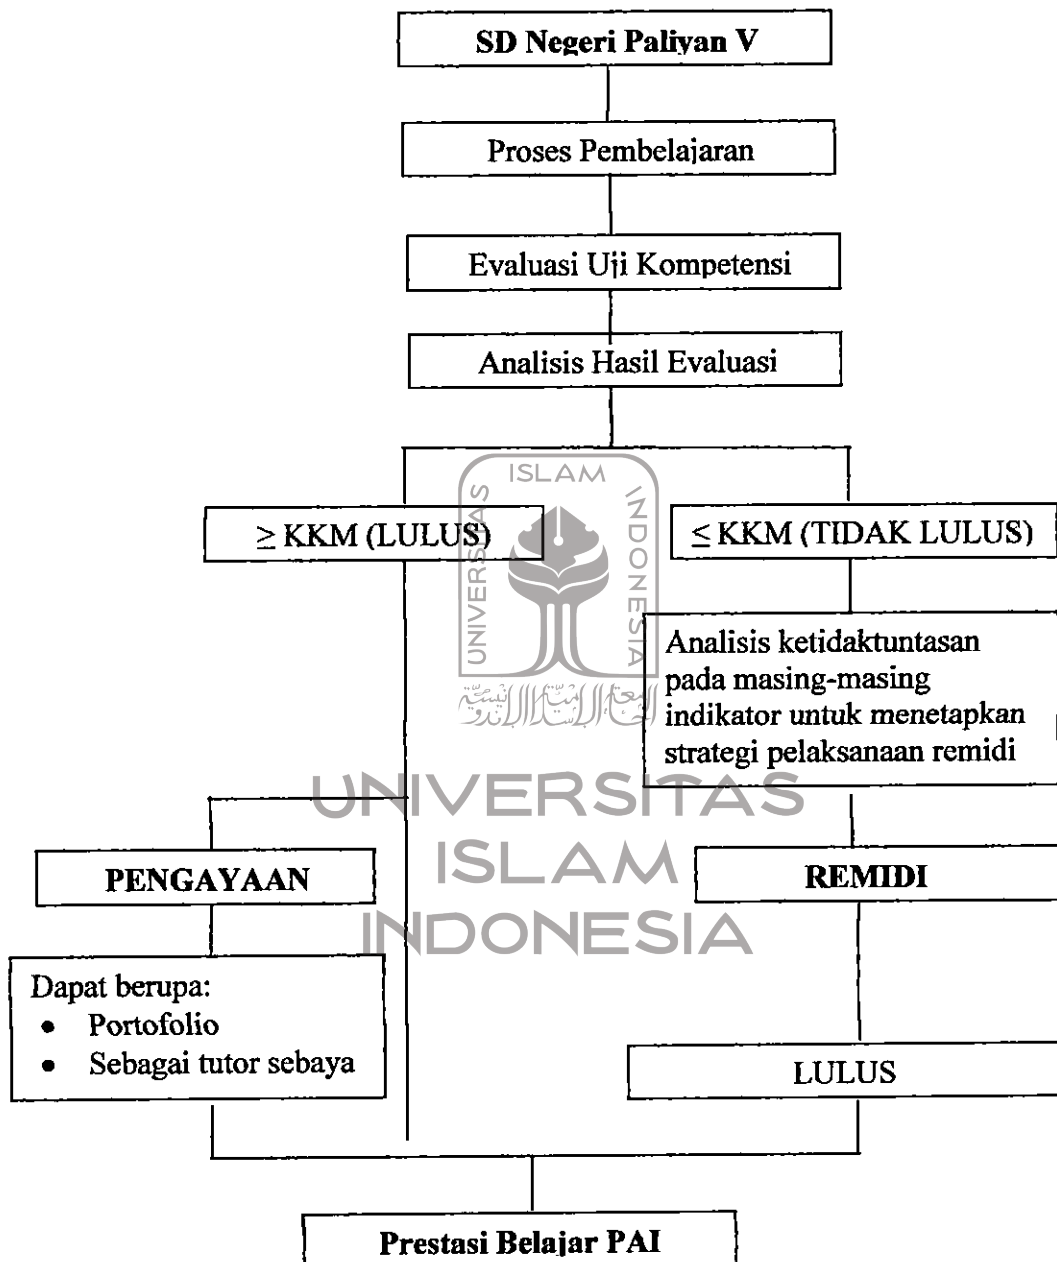 SD Negeri Paliyan V
Proses Pembelajaran
Evaluasi Uji Kompetensi
Analisis Hasil Evaluasi
≥ KKM (LULUS)
≤ KKM (TIDAK LULUS)
UNIVERSITAS
ISLAM
INDONESIA
Analisis ketidaktuntasan
pada masing-masing
indikator untuk menetapkan
strategi pelaksanaan remidi
UNIVERSITAS
ISLAM
INDONESIA
PENGAYAAN
REMIDI
Dapat berupa:
• Portofolio
• Sebagai tutor sebaya
LULUS
Prestasi Belajar PAI